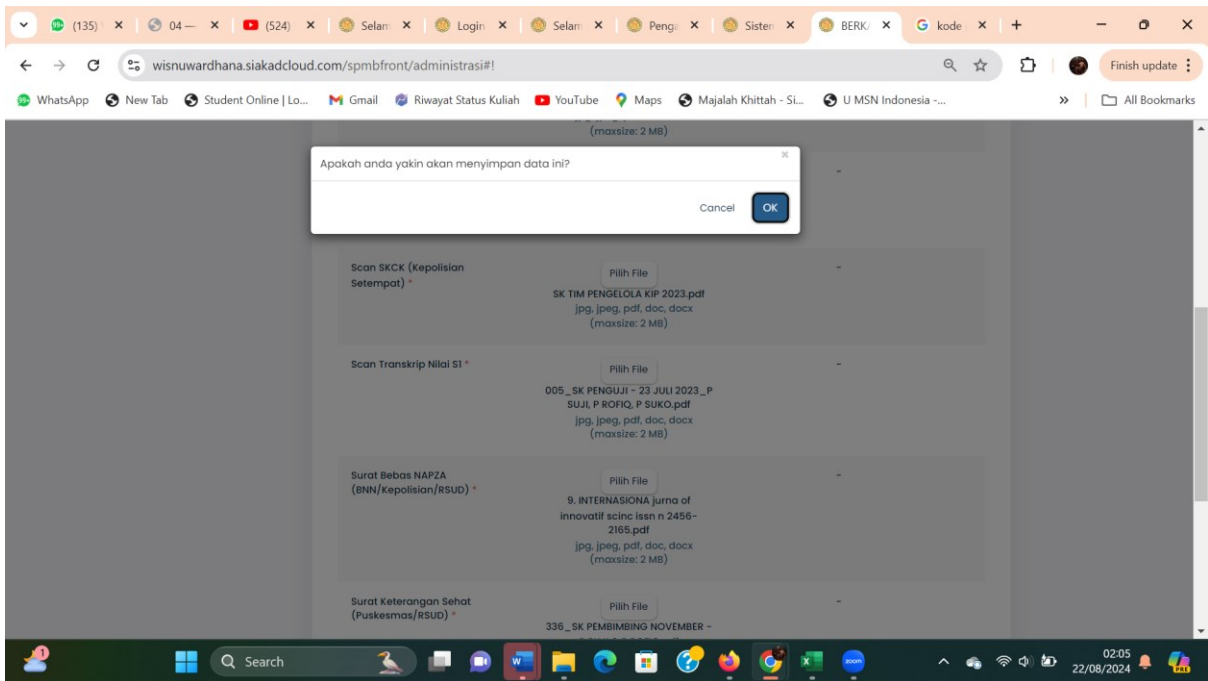 (135)
04 —
(524)
Selam
Login
Selam
Penga
Sistem
BERK/
kode
wisnuwardhana.siakadcloud.com/spmbfront/administrasi#!
Finish update
WhatsApp
New Tab
Student Online | Lo...
Gmail
Riwayat Status Kuliah
YouTube
Maps
Majalah Khittah - Si...
U MSN Indonesia -...
»
All Bookmarks
(maxsize: 2 MB)
Apakah anda yakin akan menyimpan data ini?
-
Cancel
OK
Scan SKCK (Kepolisian
Setempat) *
Pilih File
SK TIM PENGELOLA KIP 2023.pdf
jpg, jpeg, pdf, doc, docx
(maxsize: 2 MB)
-
Scan Transkrip Nilai S1 *
Pilih File
005_SK PENGUJI - 23 JULI 2023_P
SUJI, P ROFIQ, P SUKO.pdf
jpg, jpeg, pdf, doc, docx
(maxsize: 2 MB)
-
Surat Bebas NAPZA
(BNN/Kepolisian/RSUD) *
Pilih File
9. INTERNASIONA jurna of
innovatif scinc issn n 2456-
2165.pdf
jpg, jpeg, pdf, doc, docx
(maxsize: 2 MB)
-
Surat Keterangan Sehat
(Puskesmas/RSUD) *
Pilih File
336_SK PEMBIMBING NOVEMBER -
-
1
Search
zoom
02:05
22/08/2024
PRE